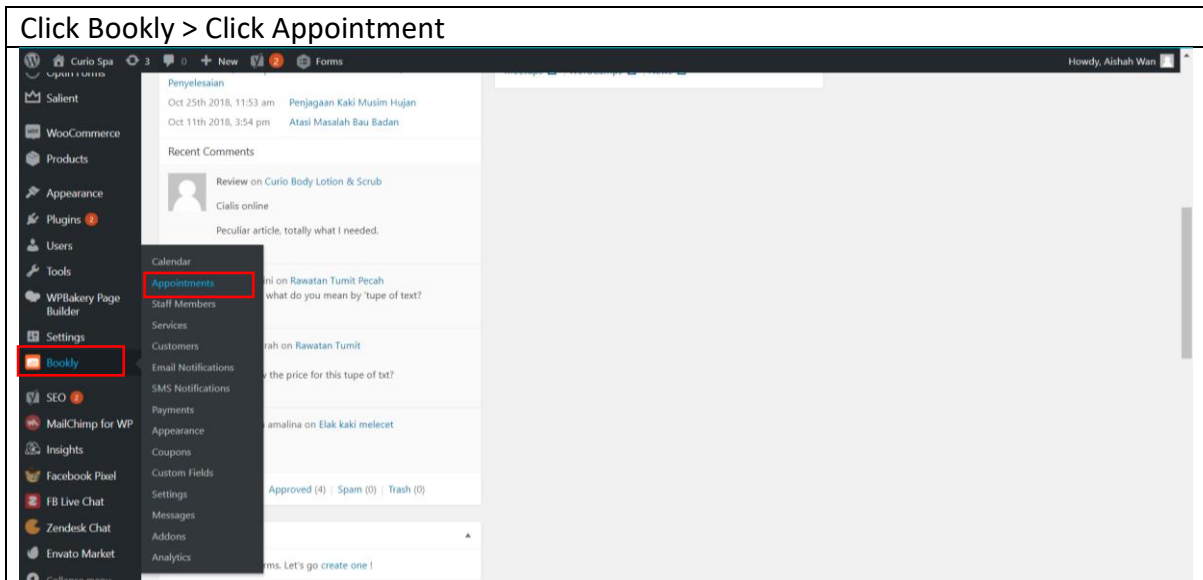 Click Bookly > Click Appointment
Curio Spa 3 0 + New 2 Forms
Howdy, Aishah Wan
Optin Forms
Salient
WooCommerce
Products
Appearance
Plugins 2
Users
Tools
WPBakery Page
Builder
Settings
Bookly
SEO 2
MailChimp for WP
Insights
Facebook Pixel
FB Live Chat
Zendesk Chat
Envato Market
Collapse menu
Calendar
Appointments
Staff Members
Services
Customers
Email Notifications
SMS Notifications
Payments
Appearance
Coupons
Custom Fields
Settings
Messages
Addons
Analytics
Penyelesaian
Oct 25th 2018, 11:53 am Penjagaan Kaki Musim Hujan
Oct 11th 2018, 3:54 pm Atasi Masalah Bau Badan
Recent Comments
Review on Curio Body Lotion & Scrub
Cialis online
Peculiar article, totally what I needed.
ini on Rawatan Tumit Pecah
what do you mean by 'tupe of text?
rah on Rawatan Tumit
the price for this tupe of txt?
amalina on Elak kaki melecet
Approved (4) | Spam (0) | Trash (0)
rms. Let's go create one !